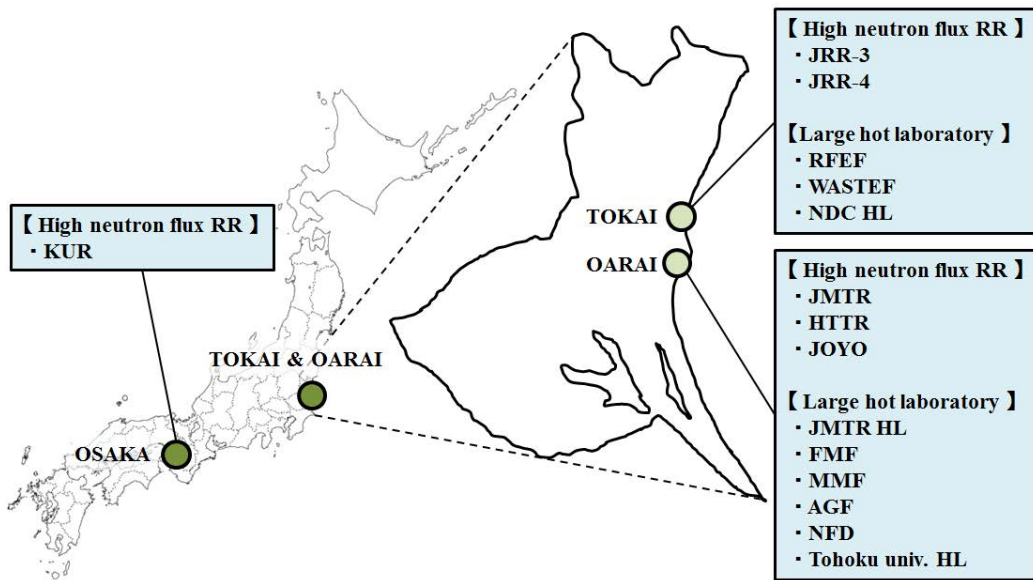 【 High neutron flux RR 】
・KUR
TOKAI & OARAI
OSAKA
TOKAI
OARAI
【 High neutron flux RR 】
・JRR-3
・JRR-4
【Large hot laboratory 】
・RFEF
・WASTEF
・NDC HL
【 High neutron flux RR 】
・JMTR
・HTTR
・JOYO
【 Large hot laboratory 】
・JMTR HL
・FMF
・MMF
・AGF
・NFD
・Tohoku univ. HL